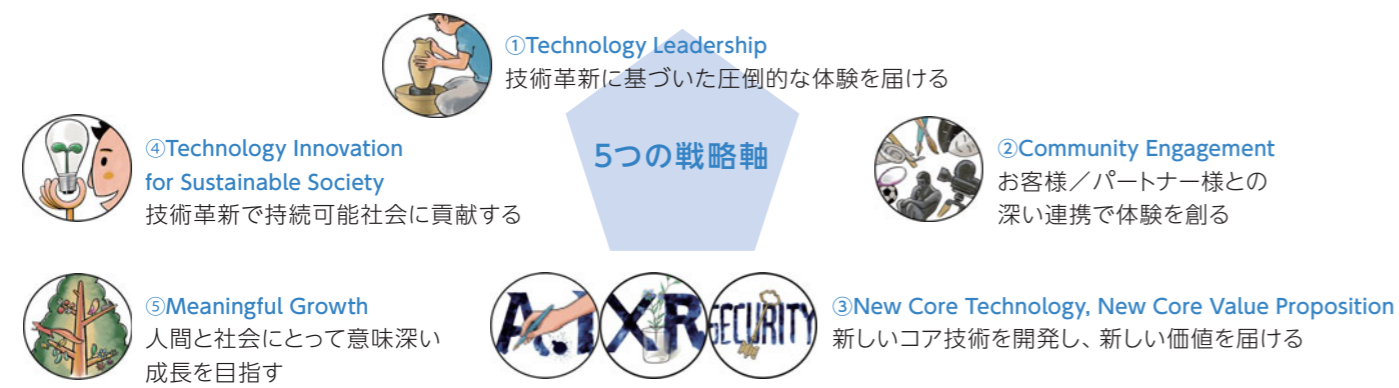 ①Technology Leadership
技術革新に基づいた圧倒的な体験を届ける
5つの戦略軸
④Technology Innovation
for Sustainable Society
技術革新で持続可能社会に貢献する
②Community Engagement
お客様／パートナー様との
深い連携で体験を創る
⑤Meaningful Growth
人間と社会にとって意味深い
成長を目指す
A.I XR SECURITY
③New Core Technology, New Core Value Proposition
新しいコア技術を開発し、新しい価値を届ける